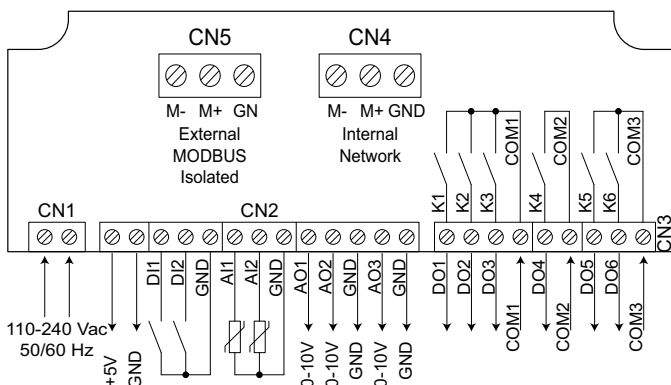 CN5
CN4
M- M+ GN
M- M+ GND
External
MODBUS
Isolated
Internal
Network
COM1
COM2
COM3
K1
K2
K3
K4
K5
K6
CN1
CN2
CN3
DI1
DI2
GND
AI1
AI2
GND
AO1
AO2
GND
AO3
GND
DO1
DO2
DO3
COM1
DO4
COM2
DO5
DO6
COM3
110-240 Vac
50/60 Hz
+5V
GND
0-10V
0-10V
GND
0-10V
GND